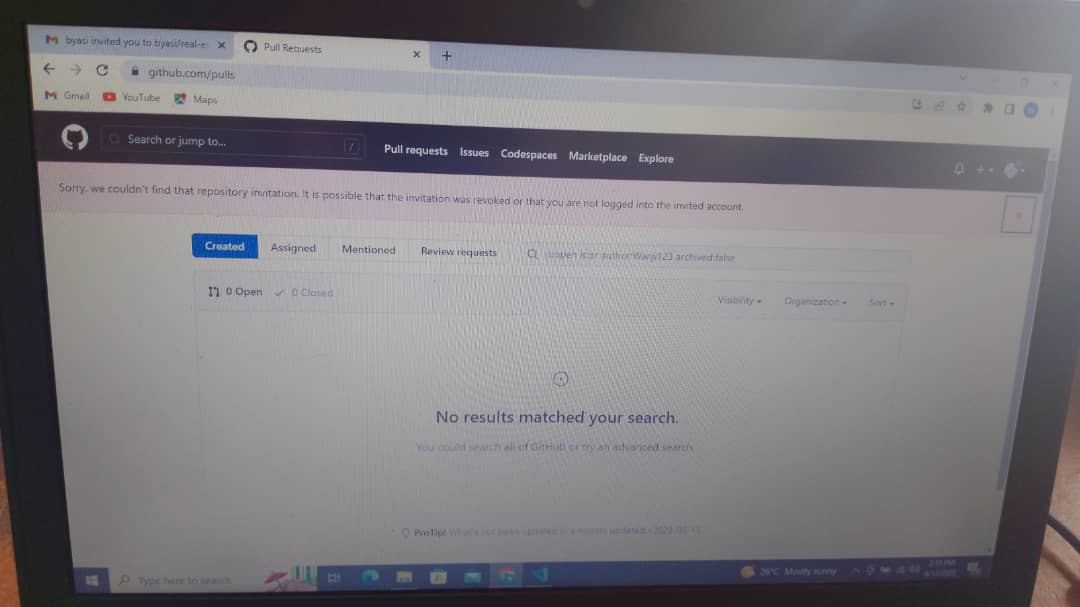 byasi invited you to byasi/real-es
Pull Requests
github.com/pulls
Gmail YouTube Maps
Search or jump to... /
Pull requests Issues Codespaces Marketplace Explore
Sorry, we couldn't find that repository invitation. It is possible that the invitation was revoked or that you are not logged into the invited account.
Created Assigned Mentioned Review requests
is:open is:pr author:Wanji123 archived:false
0 Open 0 Closed
Visibility Organization Sort
No results matched your search.
You could search all of GitHub or try an advanced search.
ProTip! What's not been updated in a month:
Type here to search
26°C Mostly sunny